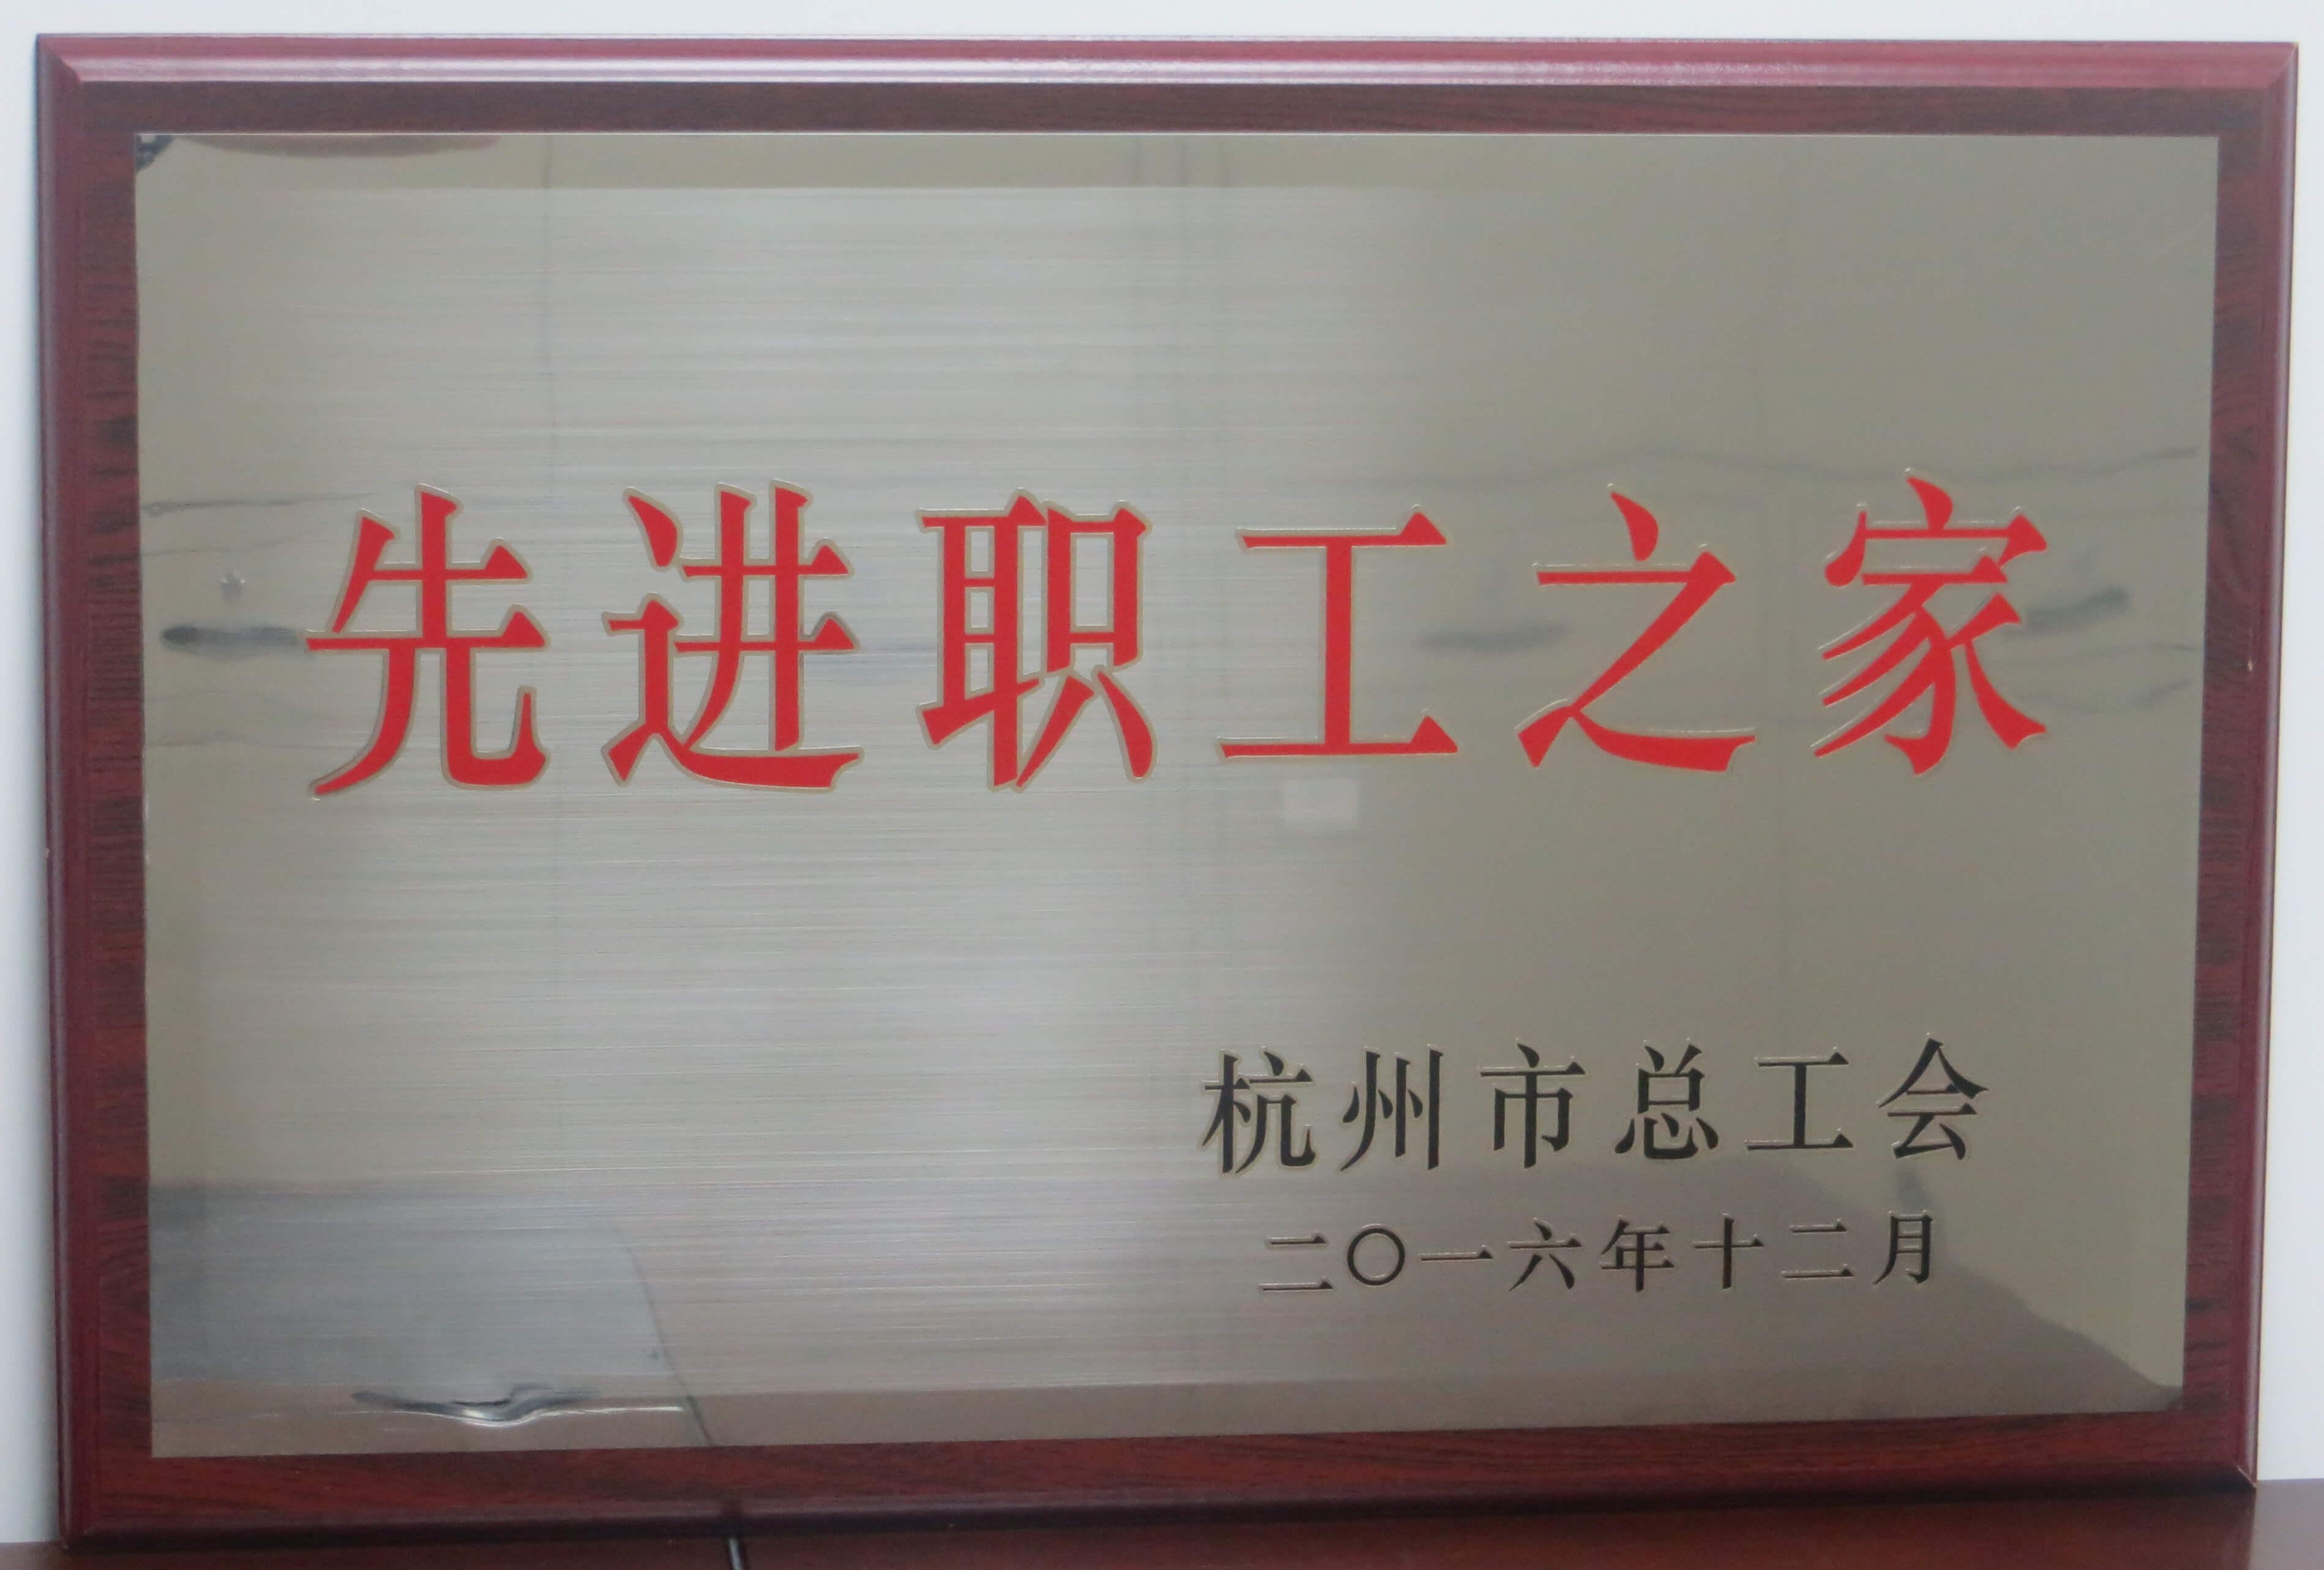 先进职工之家
杭州市总工会
二〇一六年十二月